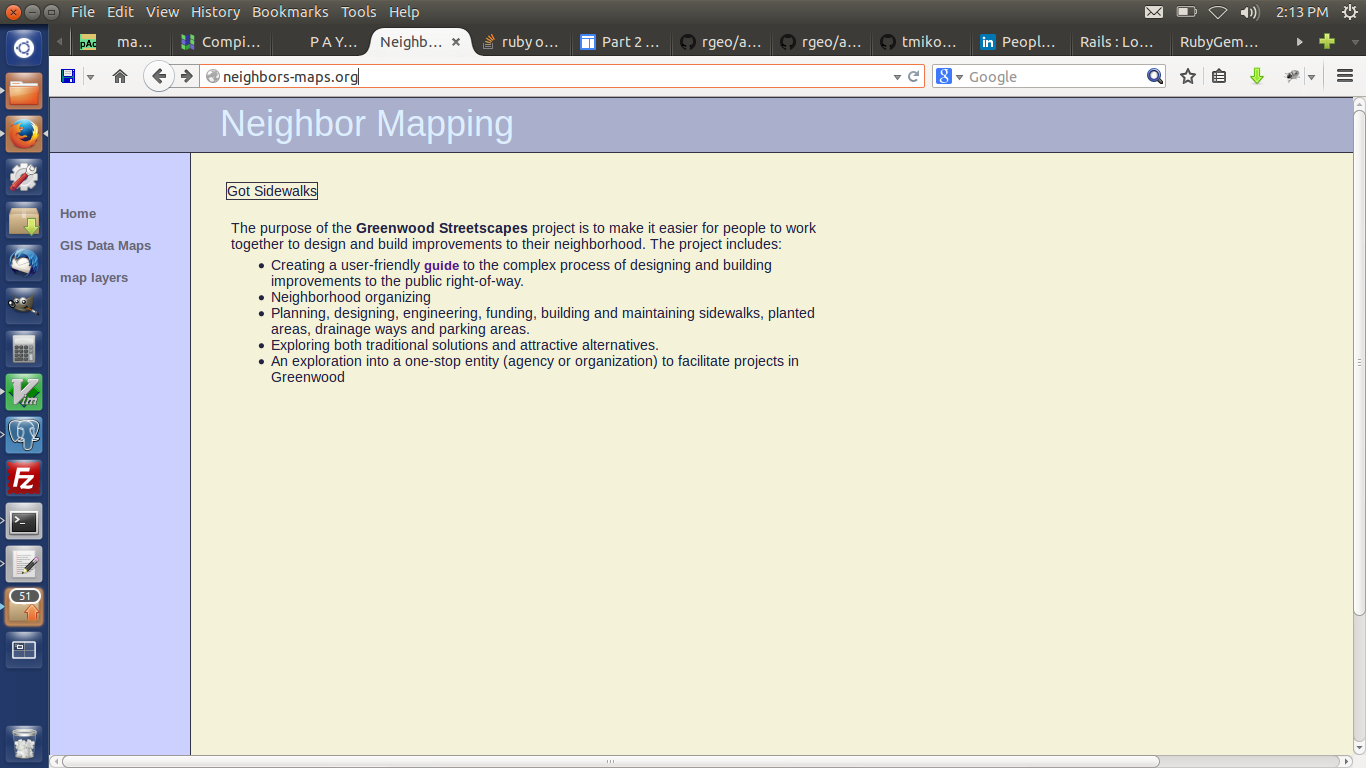 File Edit View History Bookmarks Tools Help 2:13 PM
pAd ma... Compi... P A Y... Neighb... ruby o... Part 2 ... rgeo/a... rgeo/a... tmiko... in Peopl... Rails : Lo... RubyGem...
neighbors-maps.org 8 Google
Neighbor Mapping
Home
GIS Data Maps
map layers
Got Sidewalks
The purpose of the Greenwood Streetscapes project is to make it easier for people to work
together to design and build improvements to their neighborhood. The project includes:
Creating a user-friendly guide to the complex process of designing and building
improvements to the public right-of-way.
Neighborhood organizing
Planning, designing, engineering, funding, building and maintaining sidewalks, planted
areas, drainage ways and parking areas.
Exploring both traditional solutions and attractive alternatives.
An exploration into a one-stop entity (agency or organization) to facilitate projects in
Greenwood
Vim
Fz
>_
51